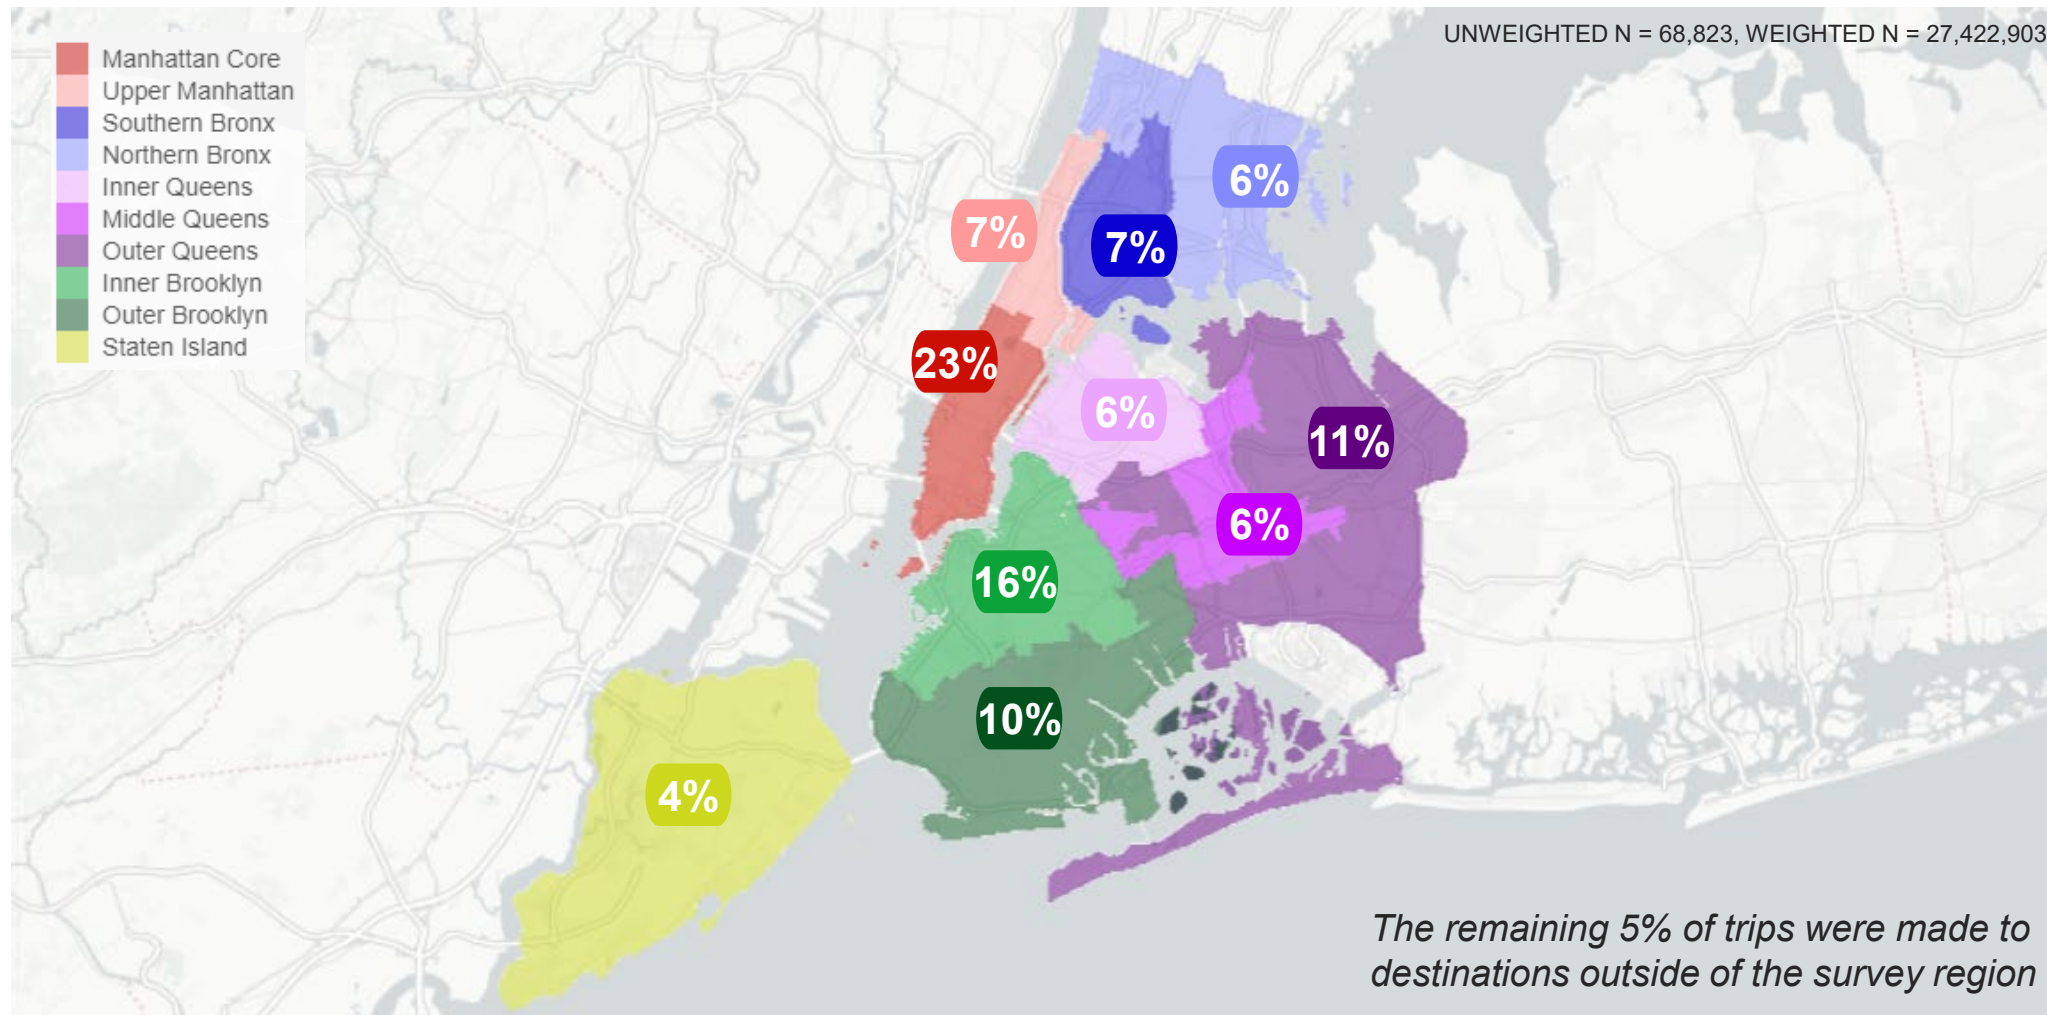 UNWEIGHTED N = 68,823, WEIGHTED N = 27,422,903
Manhattan Core
Upper Manhattan
Southern Bronx
Northern Bronx
Inner Queens
Middle Queens
Outer Queens
Inner Brooklyn
Outer Brooklyn
Staten Island
6%
7%
7%
23%
6%
11%
6%
16%
10%
4%
The remaining 5% of trips were made to
destinations outside of the survey region